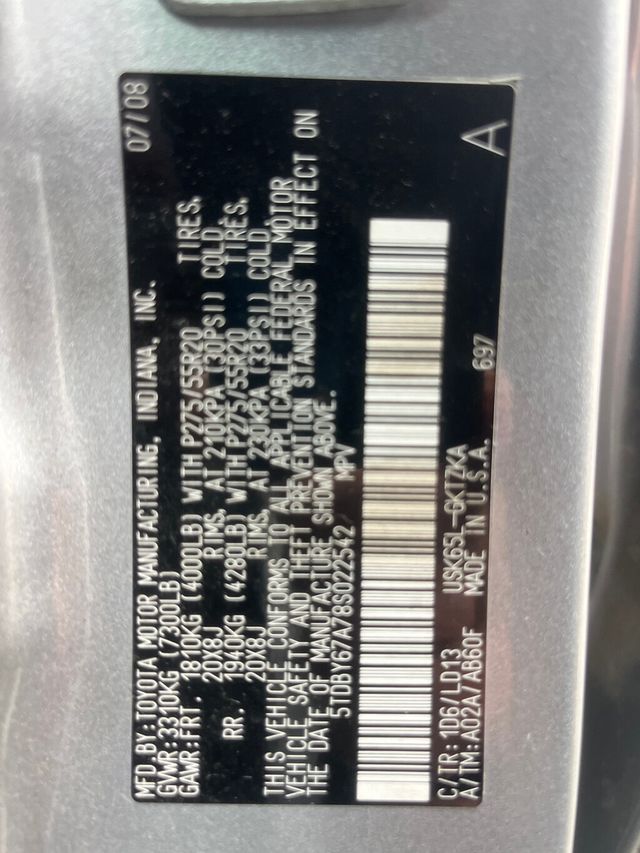 MFD.BY:TOYOTA MOTOR MANUFACTURING, INDIANA, INC. 07/08
GVWR:3310KG (7300LB)
GAWR:FRT 1810KG (4000LB) WITH P275/55R20 TIRES.
20X8J RIMS, AT 210KPA (30PSI) COLD.
RR. 1940KG (4280LB) WITH P275/55R20 TIRES.
20X8J RIMS, AT 230KPA (33PSI) COLD.
THIS VEHICLE CONFORMS TO ALL APPLICABLE FEDERAL MOTOR
VEHICLE SAFETY AND THEFT PREVENTION STANDARDS IN EFFECT ON
THE DATE OF MANUFACTURE SHOWN ABOVE.
5TDBY67A78S022542 MPV
C/TR:1D6/LD13 USK65L-GKTZKA
A/TM:A02A/AB60F MADE IN U.S.A. 697 A